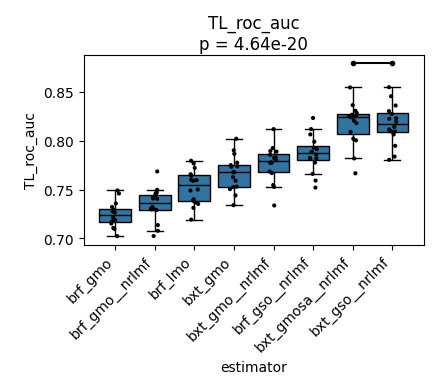 TL_roc_auc
p = 4.64e-20
TL_roc_auc
0.85
0.80
0.75
0.70
brf_gmo
brf_gmo__nrlmf
brf_lmo
bxt_gmo
bxt_gmo__nrlmf
brf_gso__nrlmf
bxt_gmosa__nrlmf
bxt_gso__nrlmf
estimator